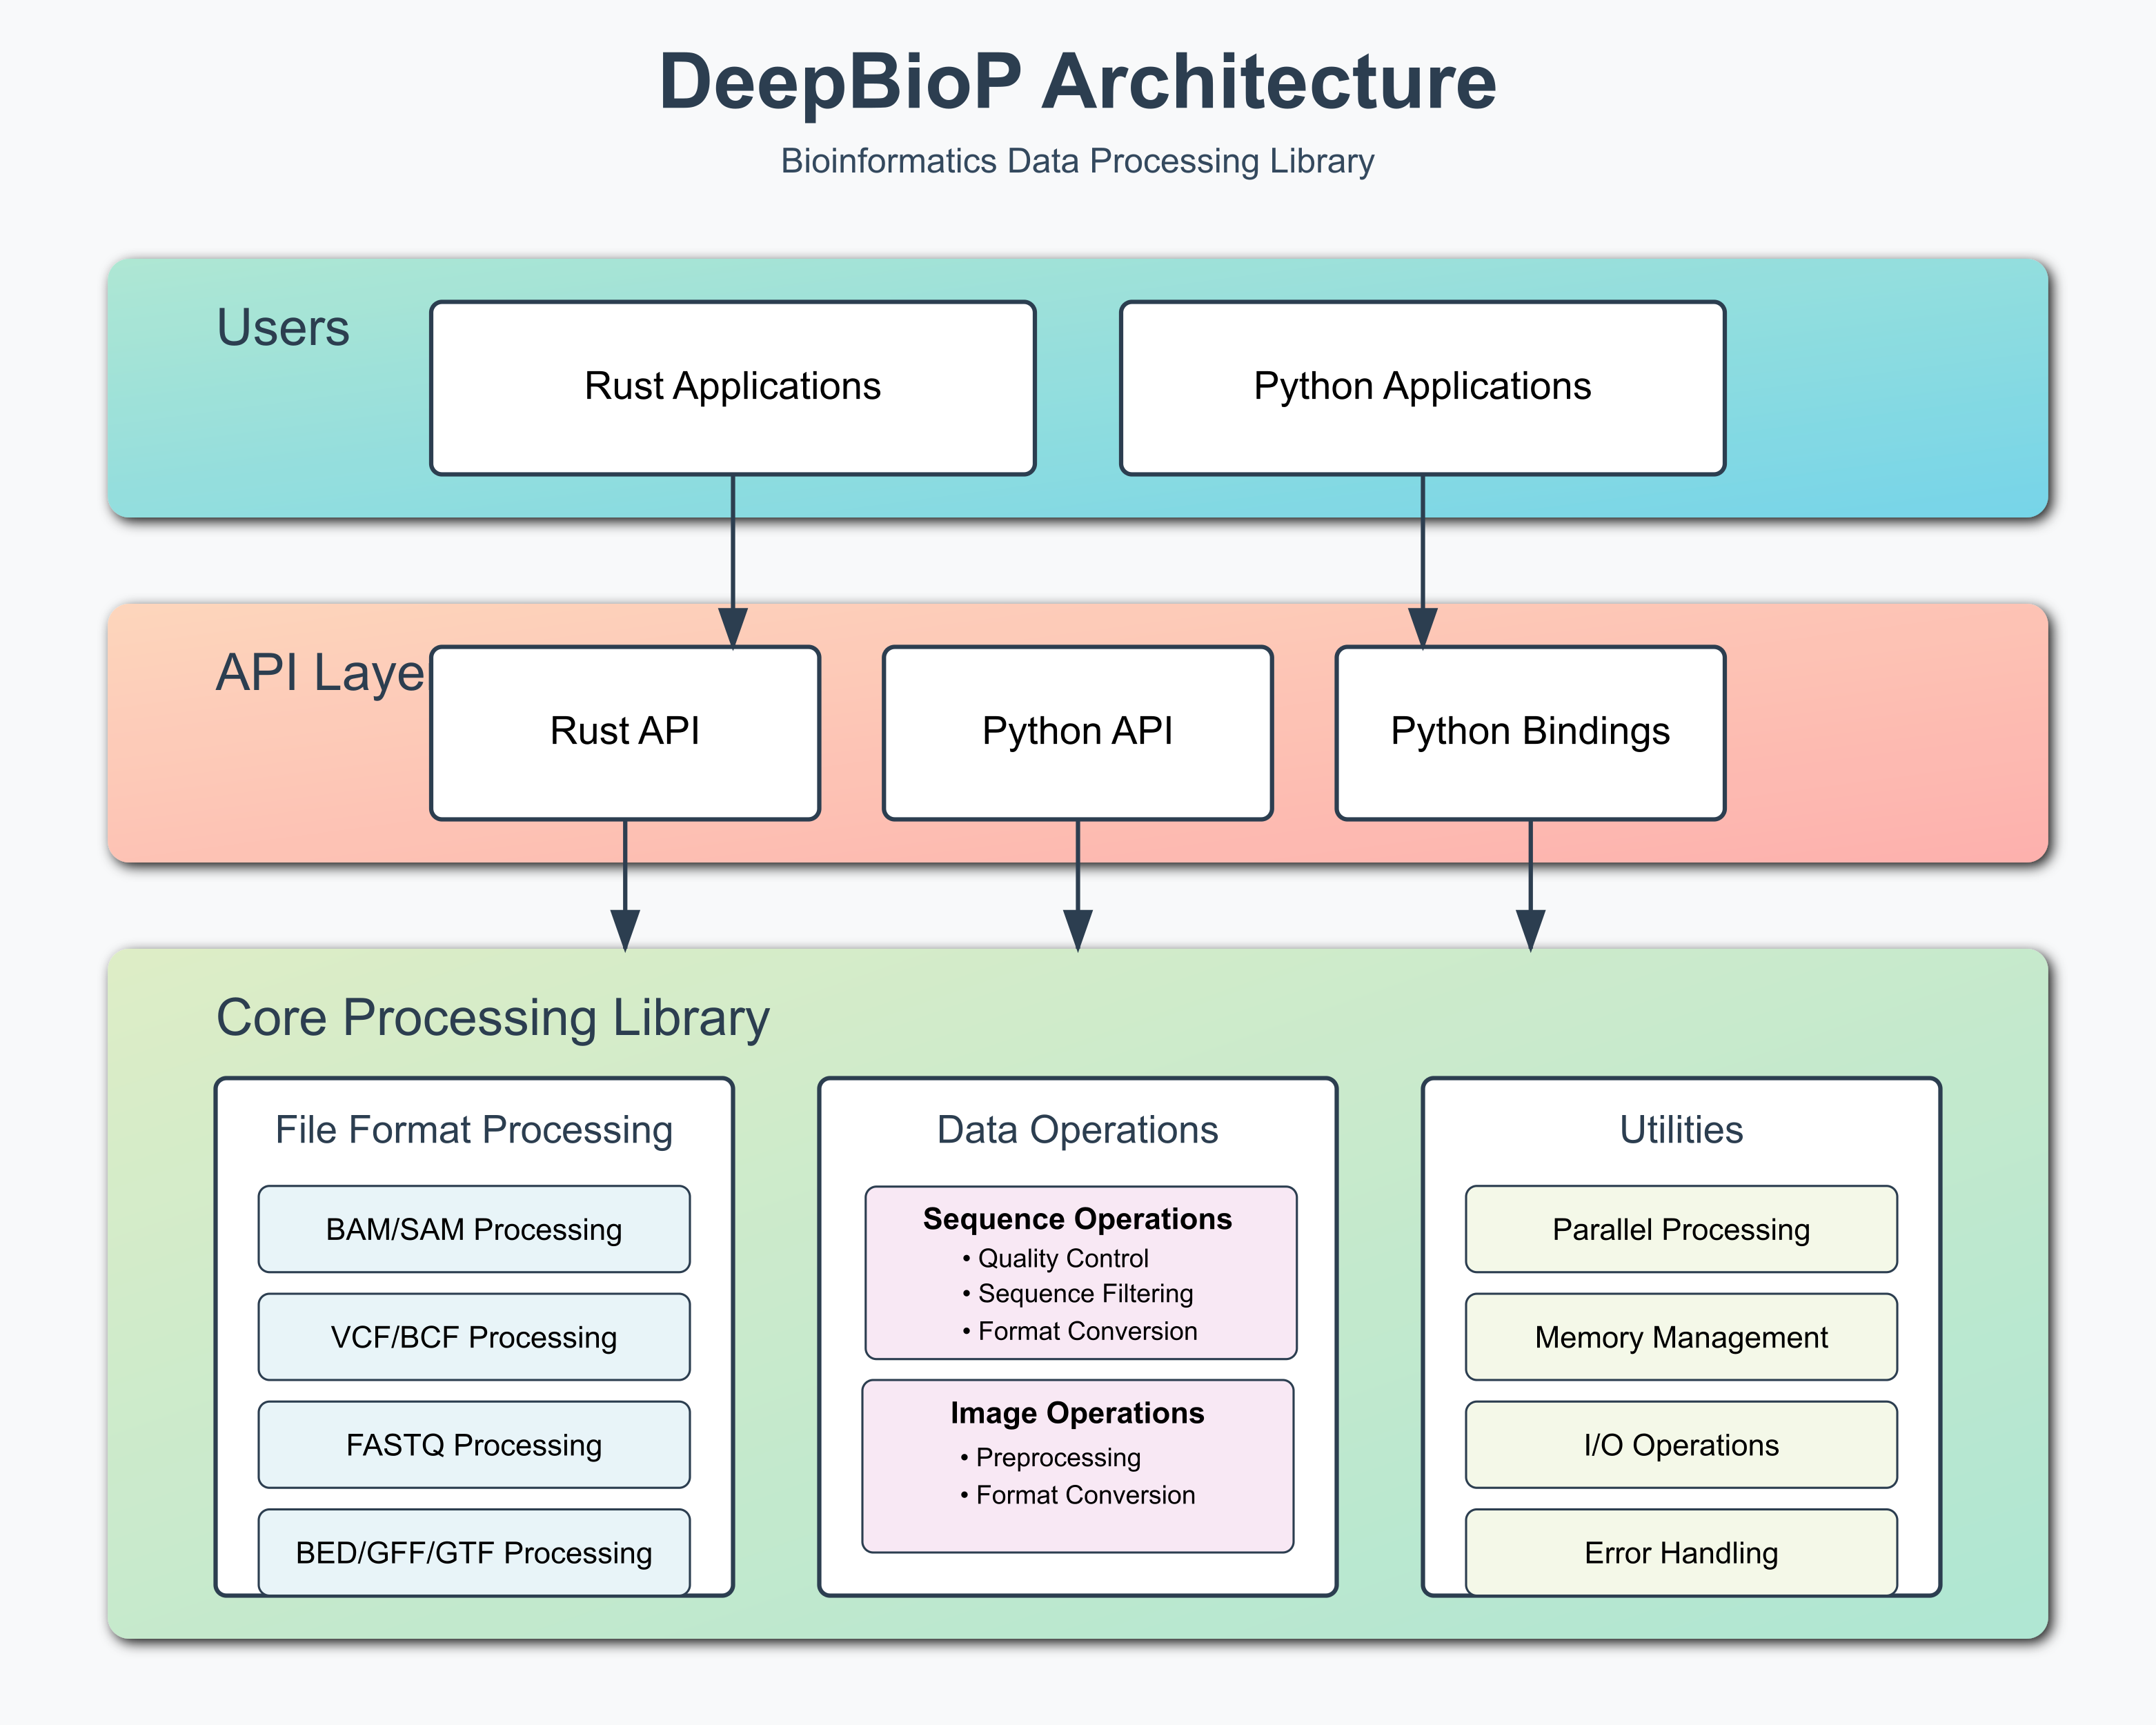 DeepBioP Architecture
Bioinformatics Data Processing Library
Users
Rust Applications
Python Applications
API Laye
Rust API
Python API
Python Bindings
Core Processing Library
File Format Processing
BAM/SAM Processing
VCF/BCF Processing
FASTQ Processing
BED/GFF/GTF Processing
Data Operations
Sequence Operations
• Quality Control
• Sequence Filtering
• Format Conversion
Image Operations
• Preprocessing
• Format Conversion
Utilities
Parallel Processing
Memory Management
I/O Operations
Error Handling